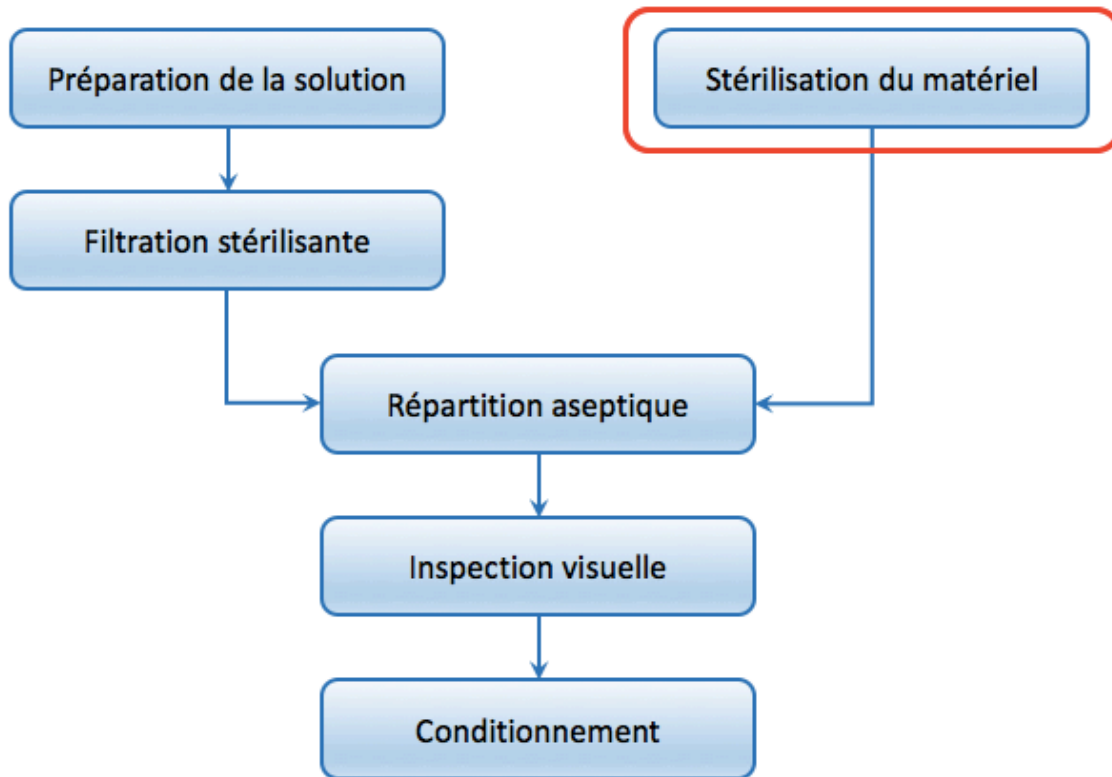 Préparation de la solution
Stérilisation du matériel
Filtration stérilisante
Répartition aseptique
Inspection visuelle
Conditionnement